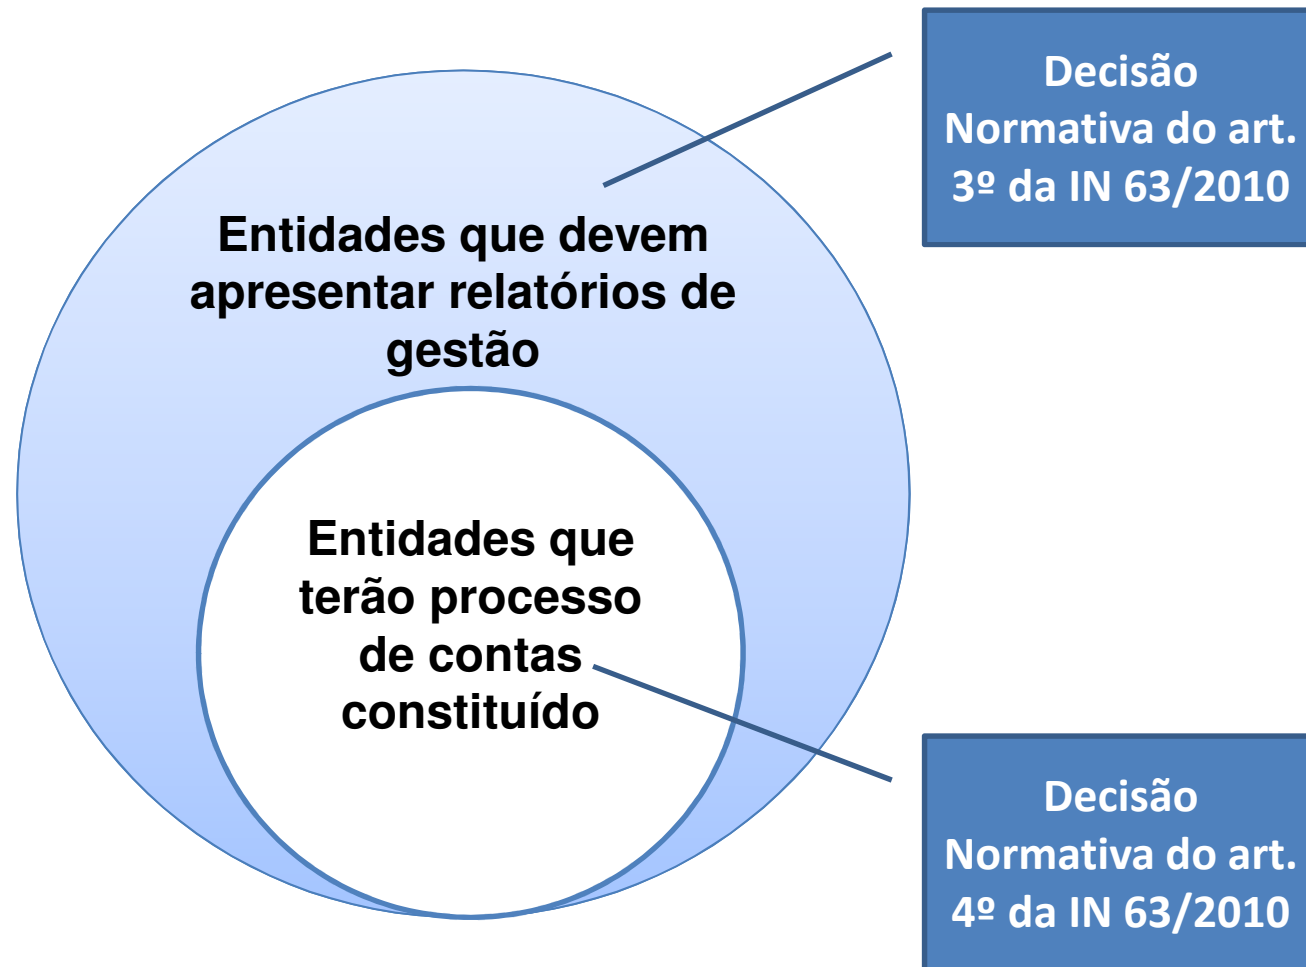 Decisão
Normativa do art.
3º da IN 63/2010
Entidades que devem
apresentar relatórios de
gestão
Entidades que
terão processo
de contas
constituído
Decisão
Normativa do art.
4º da IN 63/2010